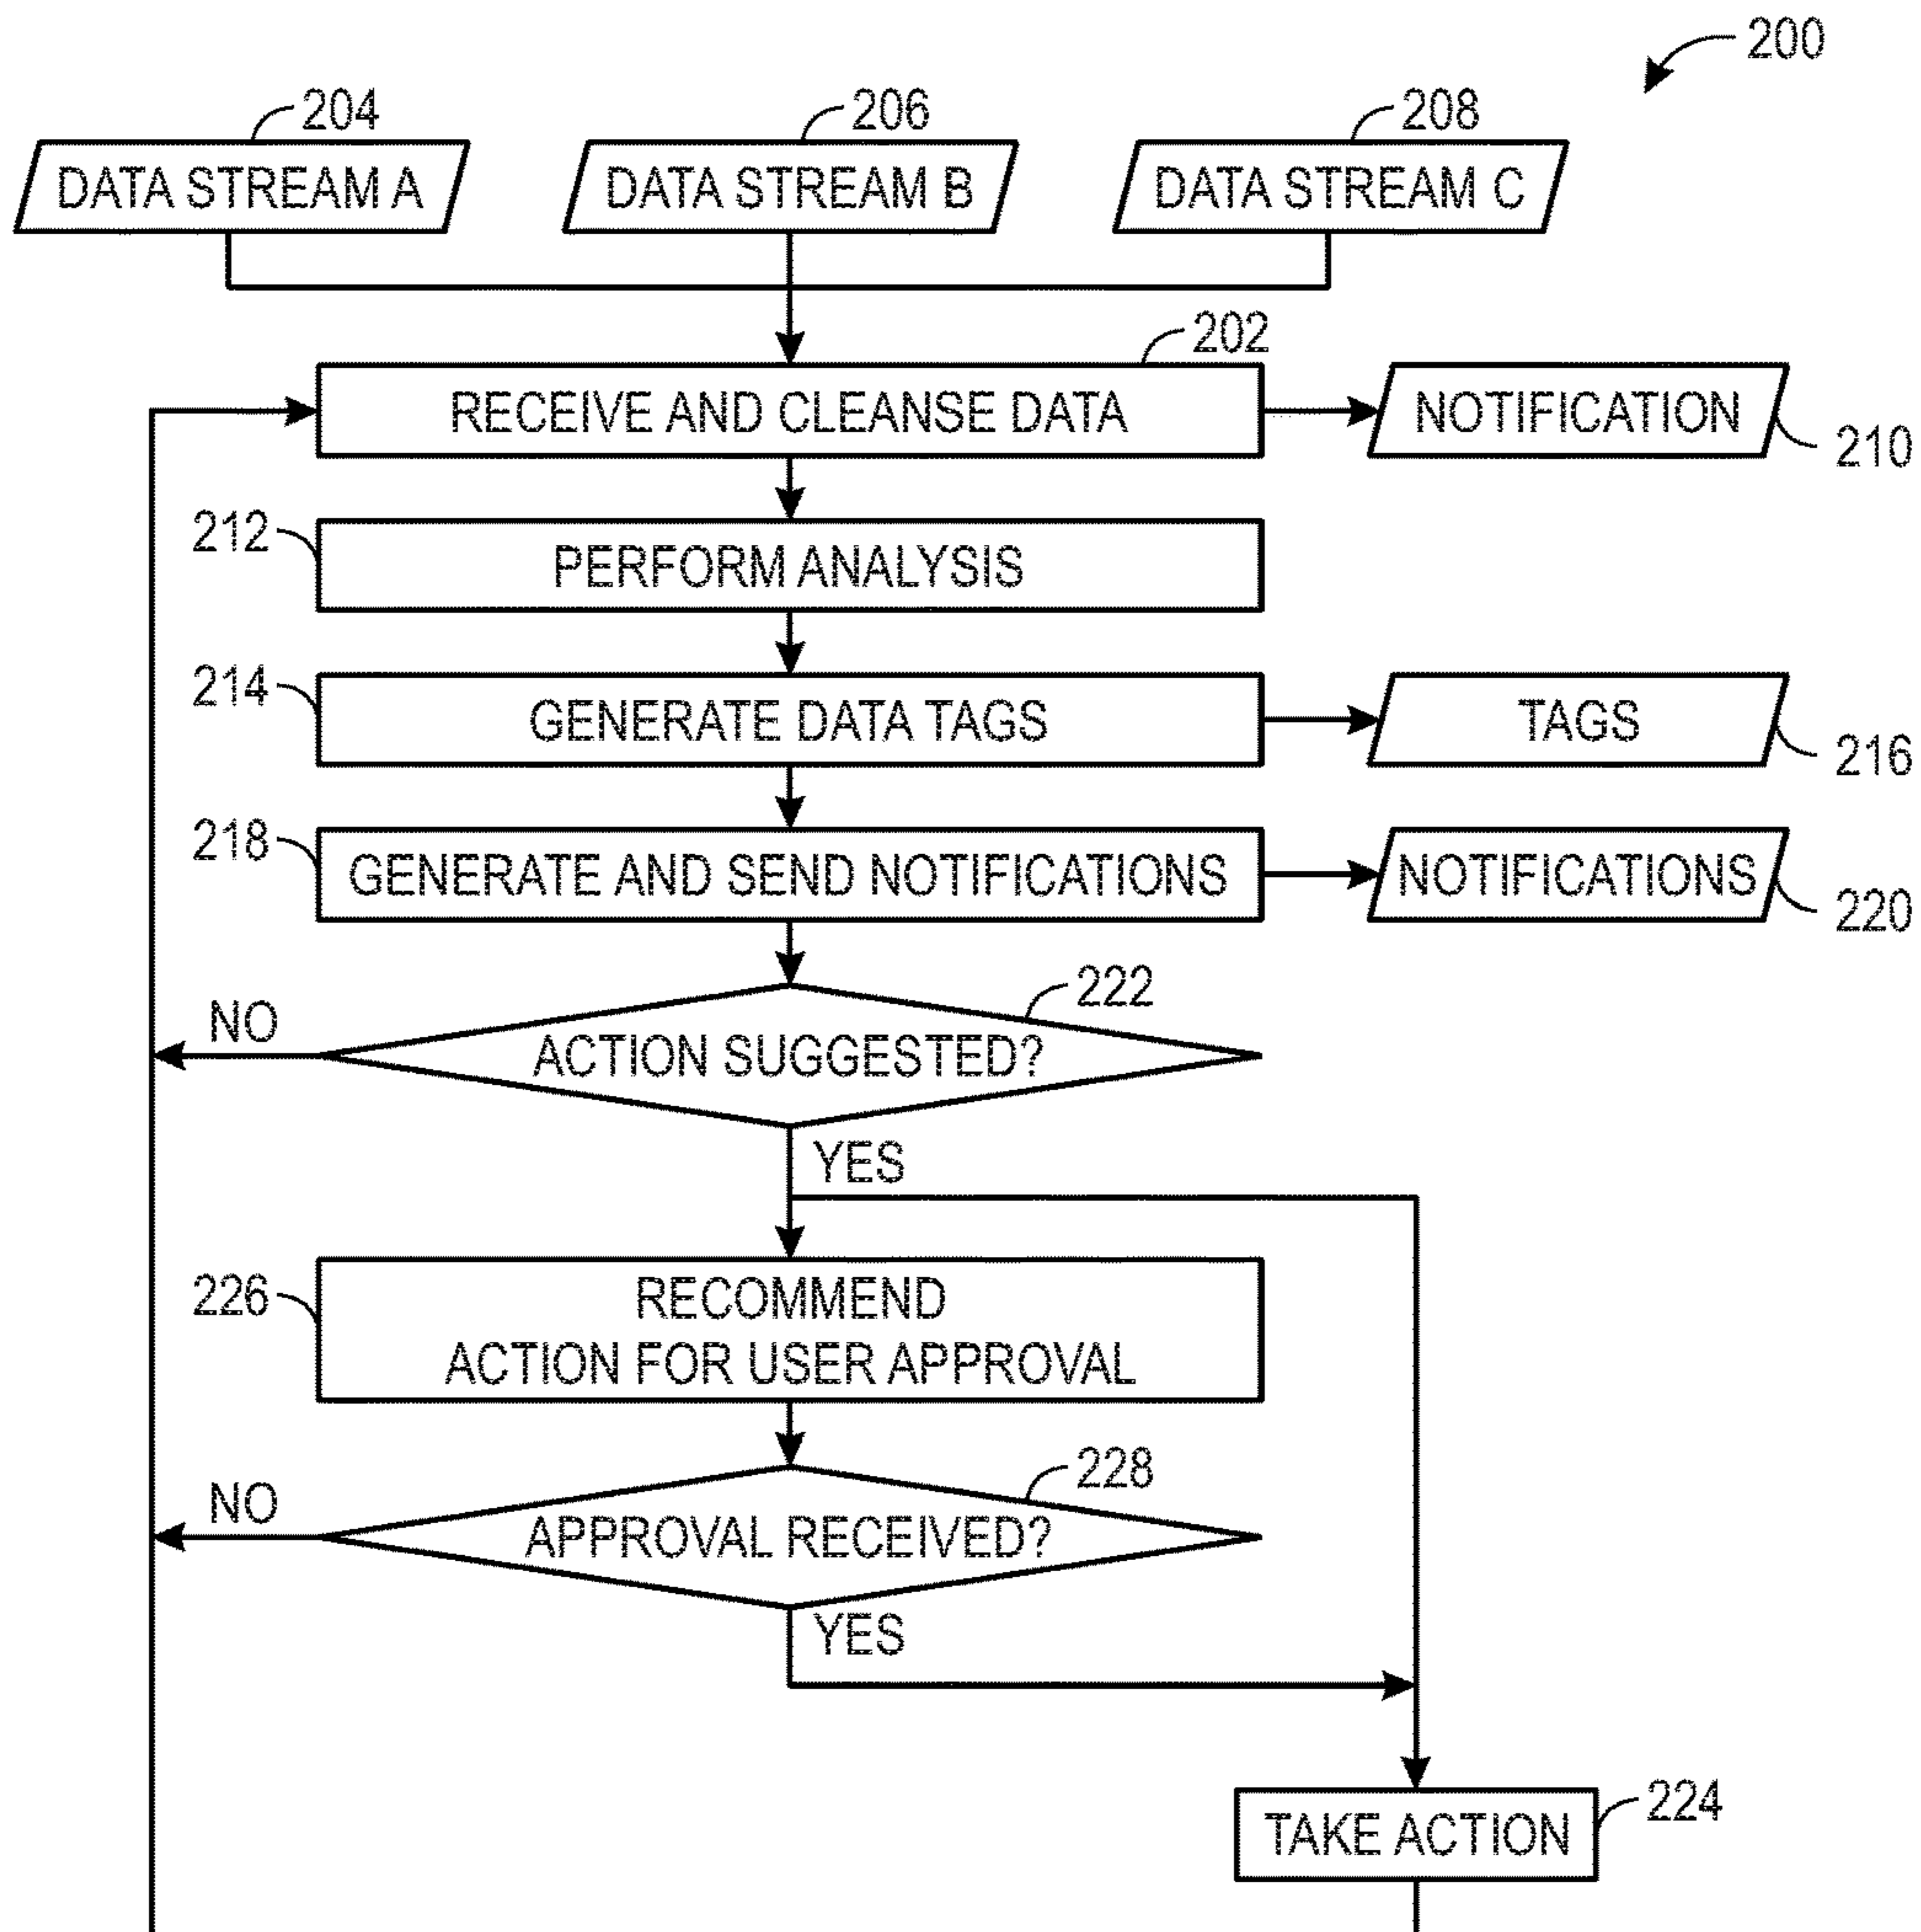 200
204
206
208
DATA STREAM A
DATA STREAM B
DATA STREAM C
202
RECEIVE AND CLEANSE DATA
NOTIFICATION
210
212
PERFORM ANALYSIS
214
GENERATE DATA TAGS
TAGS
216
218
GENERATE AND SEND NOTIFICATIONS
NOTIFICATIONS
220
222
NO
ACTION SUGGESTED?
YES
226
RECOMMEND
ACTION FOR USER APPROVAL
228
NO
APPROVAL RECEIVED?
YES
224
TAKE ACTION